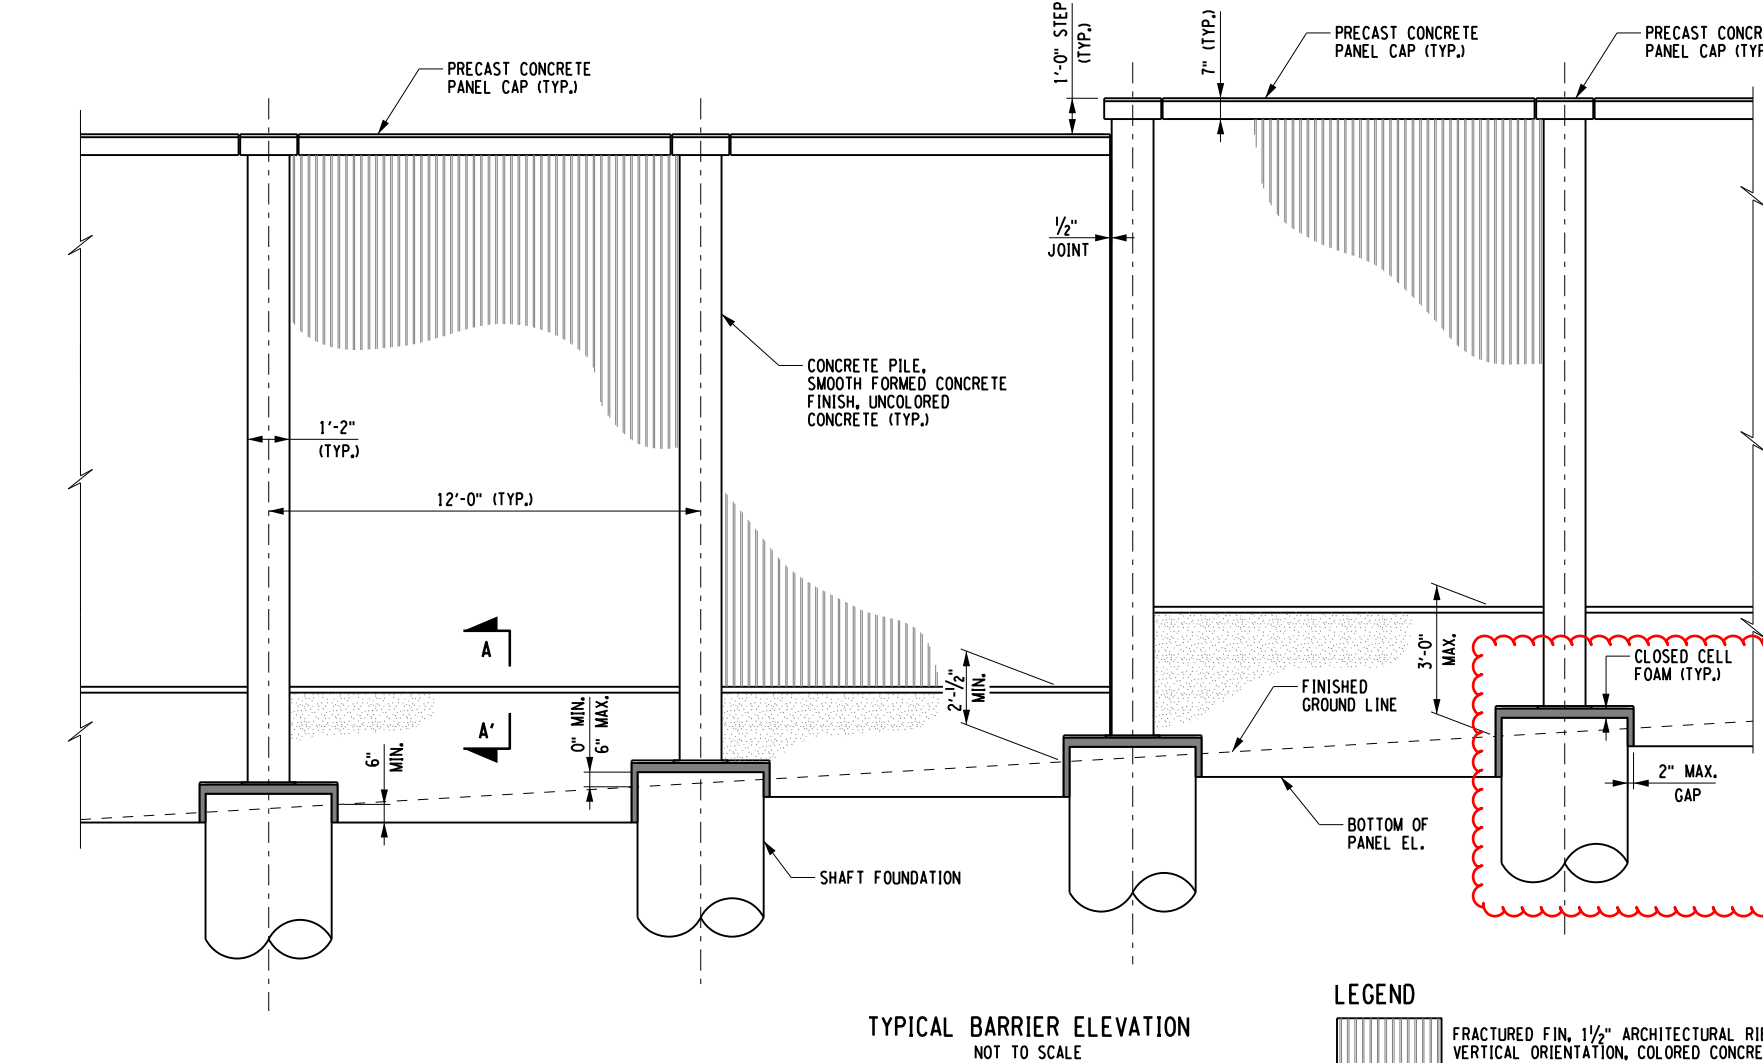 1'-0" STEP
(TYP.)
7" (TYP.)
PRECAST CONCRETE
PANEL CAP (TYP.)
PRECAST CONCR
PANEL CAP (TYP
PRECAST CONCRETE
PANEL CAP (TYP.)
1/2"
JOINT
CONCRETE PILE,
SMOOTH FORMED CONCRETE
FINISH, UNCOLORED
CONCRETE (TYP.)
1'-2"
(TYP.)
12'-0" (TYP.)
A
A'
6"
MIN.
0" MIN.
6" MAX.
2'-1/2"
MIN.
3'-0"
MAX.
CLOSED CELL
FOAM (TYP.)
FINISHED
GROUND LINE
2" MAX.
GAP
BOTTOM OF
PANEL EL.
SHAFT FOUNDATION
TYPICAL BARRIER ELEVATION
NOT TO SCALE
LEGEND
FRACTURED FIN, 1 1/2" ARCHITECTURAL RI
VERTICAL ORIENTATION, COLORED CONCRE